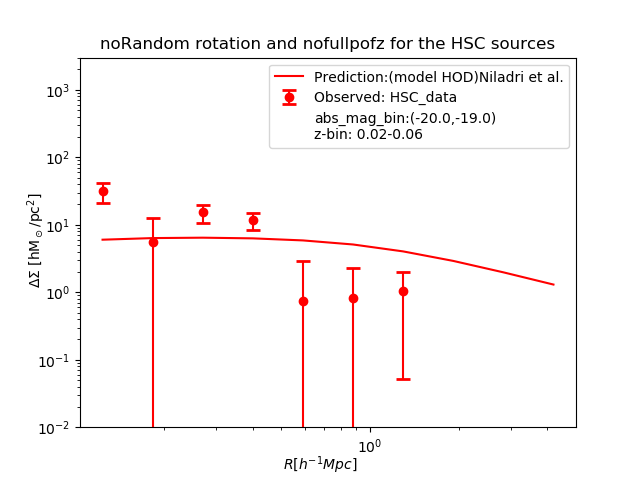 noRandom rotation and nofullpofz for the HSC sources
Prediction:(model HOD)Niladri et al.
Observed: HSC_data
abs_mag_bin:(-20.0,-19.0)
z-bin: 0.02-0.06
ΔΣ [hM⊙/pc²]
10³
10²
10¹
10⁰
10⁻¹
10⁻²
10⁰
R[h⁻¹Mpc]